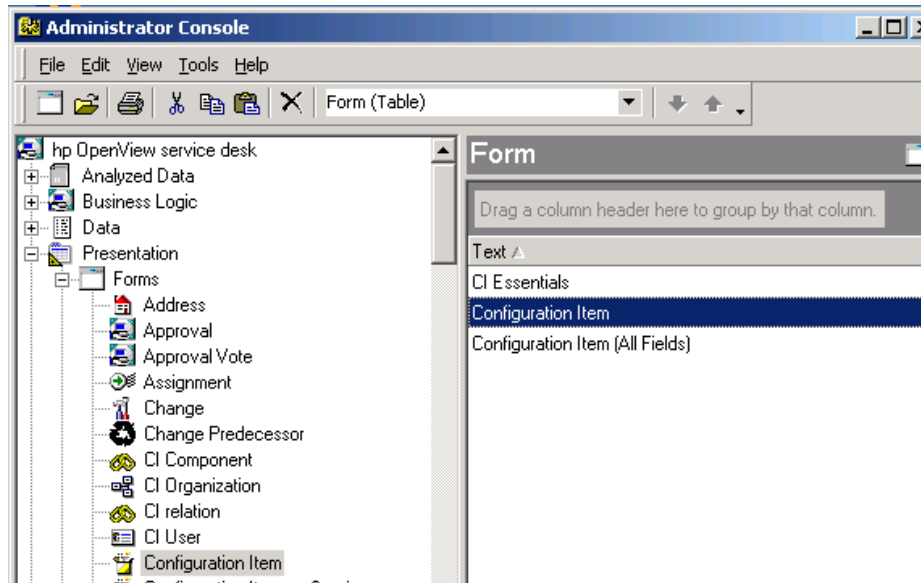 Administrator Console
File Edit View Tools Help
Form (Table)
hp OpenView service desk
Analyzed Data
Business Logic
Data
Presentation
Forms
Address
Approval
Approval Vote
Assignment
Change
Change Predecessor
CI Component
CI Organization
CI relation
CI User
Configuration Item
Form
Drag a column header here to group by that column.
Text
CI Essentials
Configuration Item
Configuration Item (All Fields)